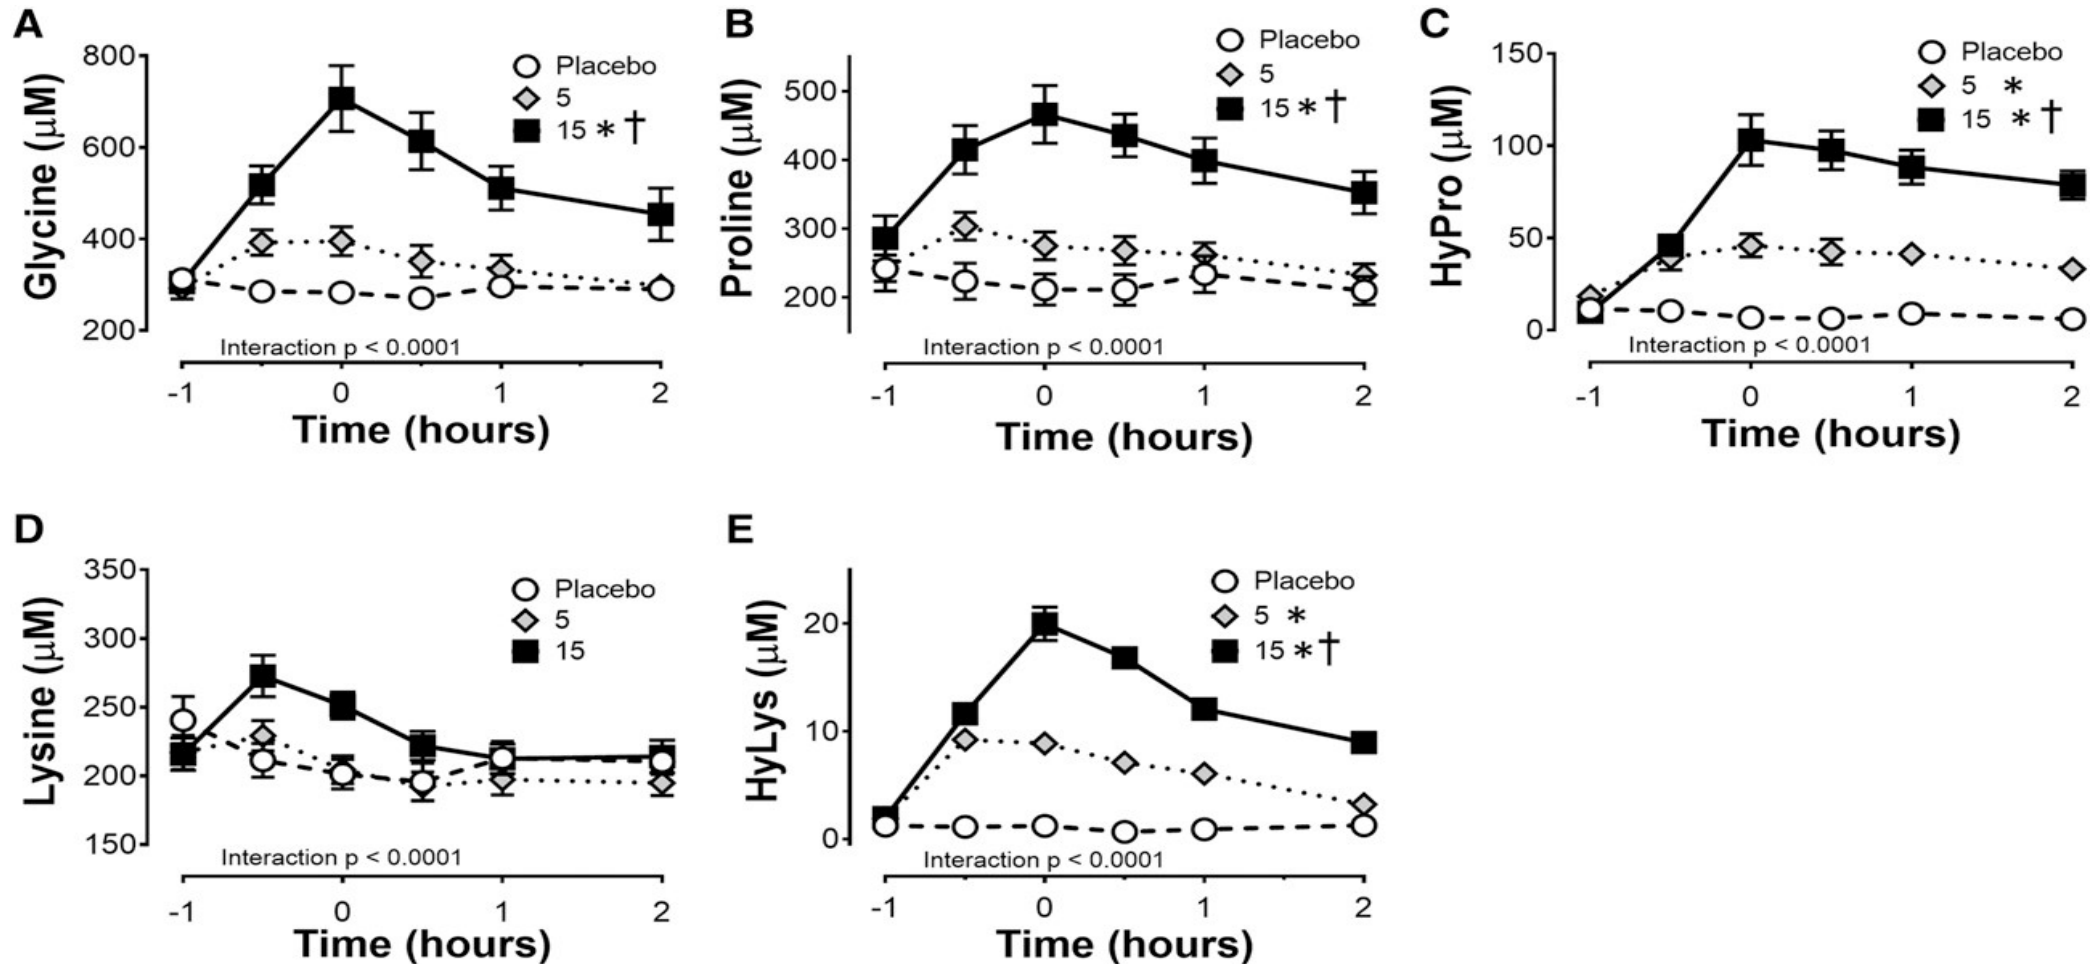 A
Glycine (μM)
800
600
400
200
Placebo
5
15 * †
Interaction p < 0.0001
-1 0 1 2
Time (hours)
B
Proline (μM)
500
400
300
200
Placebo
5
15 * †
Interaction p < 0.0001
-1 0 1 2
Time (hours)
C
HyPro (μM)
150
100
50
0
Placebo
5 *
15 * †
Interaction p < 0.0001
-1 0 1 2
Time (hours)
D
Lysine (μM)
350
300
250
200
150
Placebo
5
15
Interaction p < 0.0001
-1 0 1 2
Time (hours)
E
HyLys (μM)
20
10
0
Placebo
5 *
15 * †
Interaction p < 0.0001
-1 0 1 2
Time (hours)